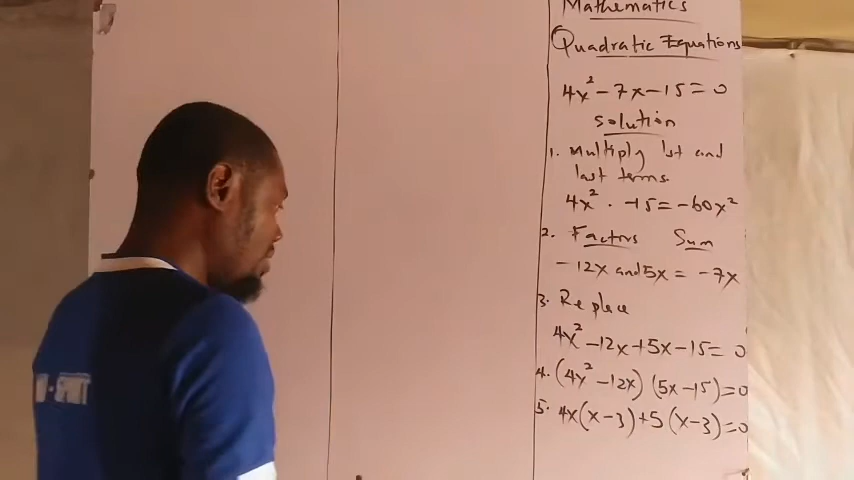 Mathematics
Quadratic Equations
4x² - 7x - 15 = 0
solution
1. Multiply 1st and
last terms.
4x² · -15 = -60x²
2. Factors Sum
-12x and 5x = -7x
3. Replace
4x² - 12x + 5x - 15 = 0
4. (4x² - 12x) (5x - 15) = 0
5. 4x(x - 3) + 5(x - 3) = 0